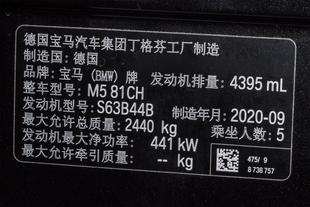 德国宝马汽车集团丁格芬工厂制造
制造国: 德国
品牌: 宝马 (BMW) 牌 发动机排量: 4395 mL
整车型号: M5 81CH
发动机型号: S63B44B 制造年月: 2020-09
最大允许总质量: 2440 kg 乘坐人数: 5
发动机最大净功率: 441 kW
最大允许牵引质量: -- kg
475/ 9
8 738757